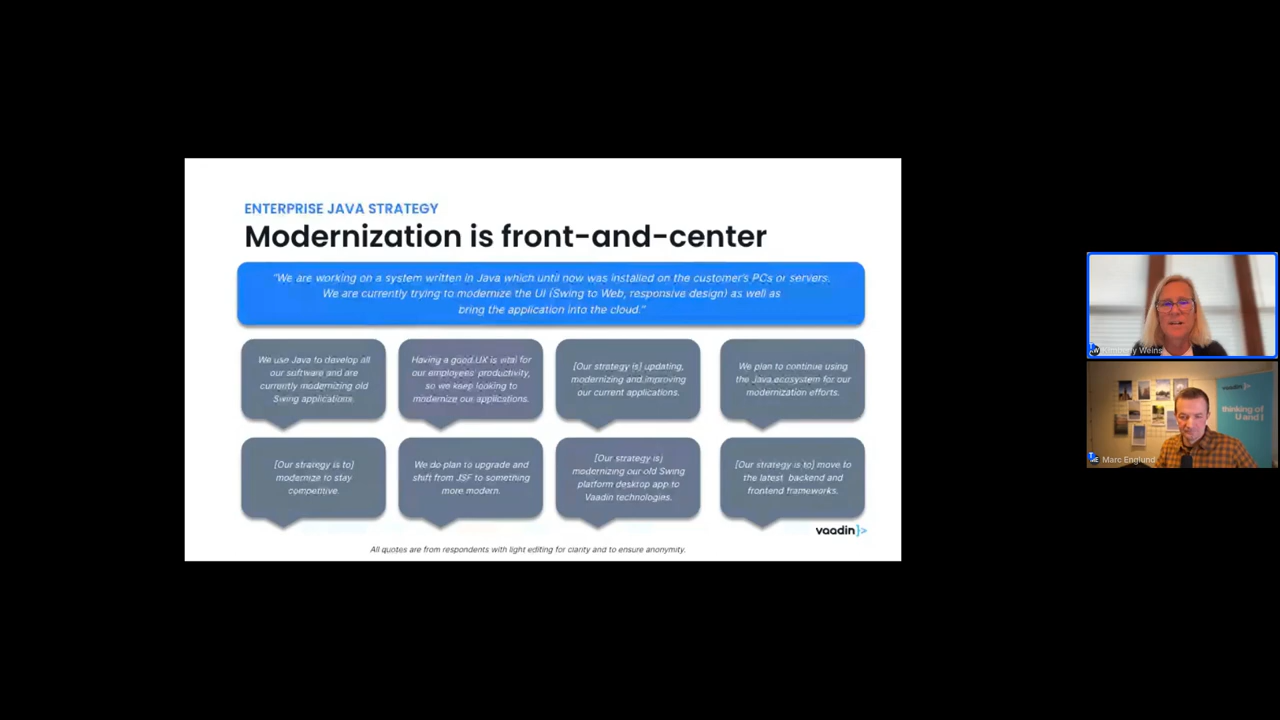 ENTERPRISE JAVA STRATEGY
Modernization is front-and-center
"We are working on a system written in Java which until now was installed on the customer's PCs or servers.
We are currently trying to modernize the UI (Swing to Web, responsive design) as well as
bring the application into the cloud."
We use Java to develop all
our software and are
currently modernizing old
Swing applications.
Having a good UX is vital for
our employees' productivity,
so we keep looking to
modernize our applications.
[Our strategy is] updating,
modernizing and improving
our current applications.
We plan to continue using
the Java ecosystem for our
modernization efforts.
[Our strategy is to]
modernize to stay
competitive.
We do plan to upgrade and
shift from JSF to something
more modern.
[Our strategy is]
modernizing our old Swing
platform desktop app to
Vaadin technologies.
[Our strategy is to] move to
the latest backend and
frontend frameworks.
vaadin}>
All quotes are from respondents with light editing for clarity and to ensure anonymity.
Kimberly Weins
vaadin}>
thinking of
U and I
Marc Englund